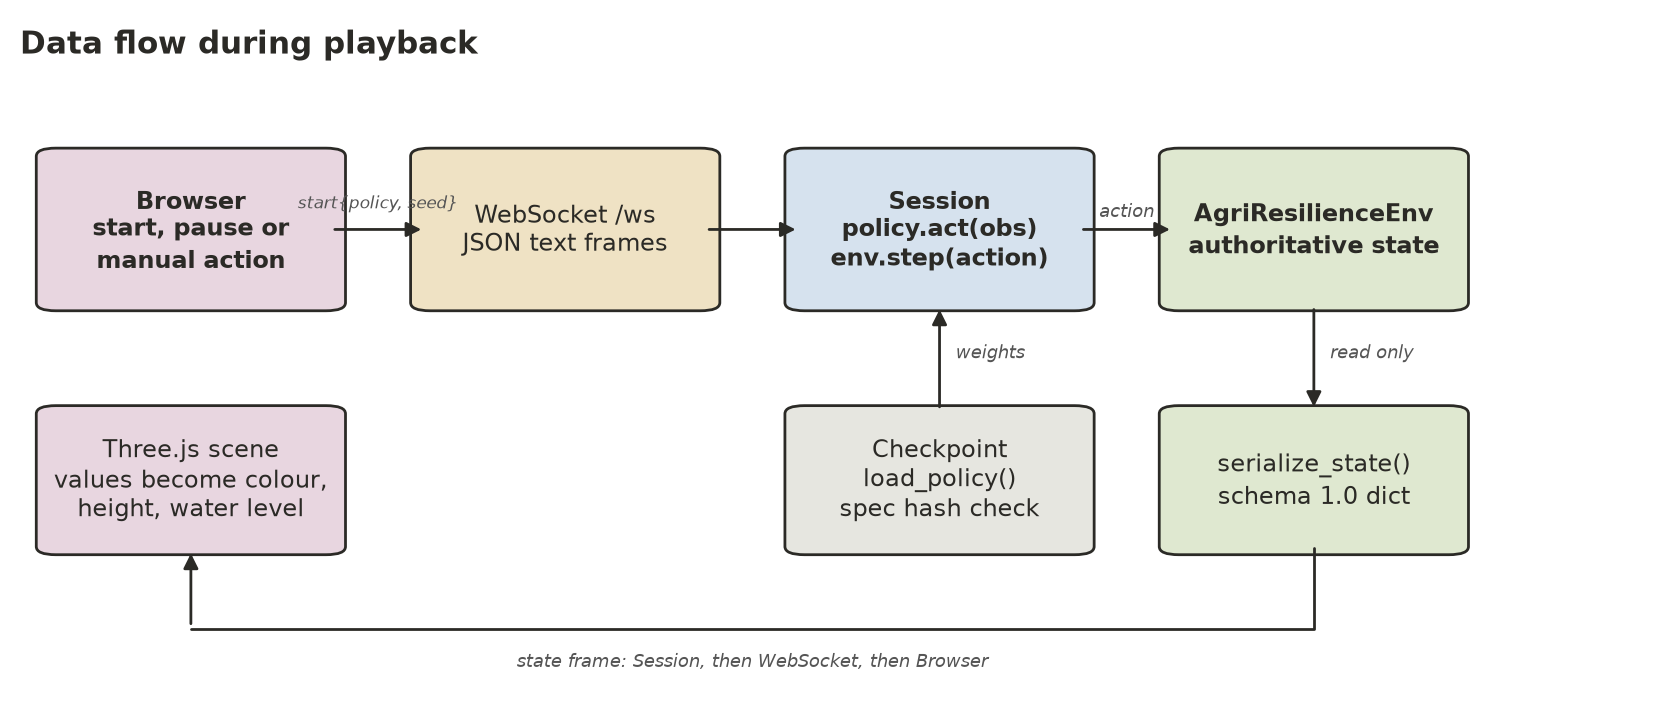 Data flow during playback
Browser
start, pause or
manual action
start{policy, seed}
WebSocket /ws
JSON text frames
Session
policy.act(obs)
env.step(action)
action
AgriResilienceEnv
authoritative state
weights
read only
Three.js scene
values become colour,
height, water level
Checkpoint
load_policy()
spec hash check
serialize_state()
schema 1.0 dict
state frame: Session, then WebSocket, then Browser